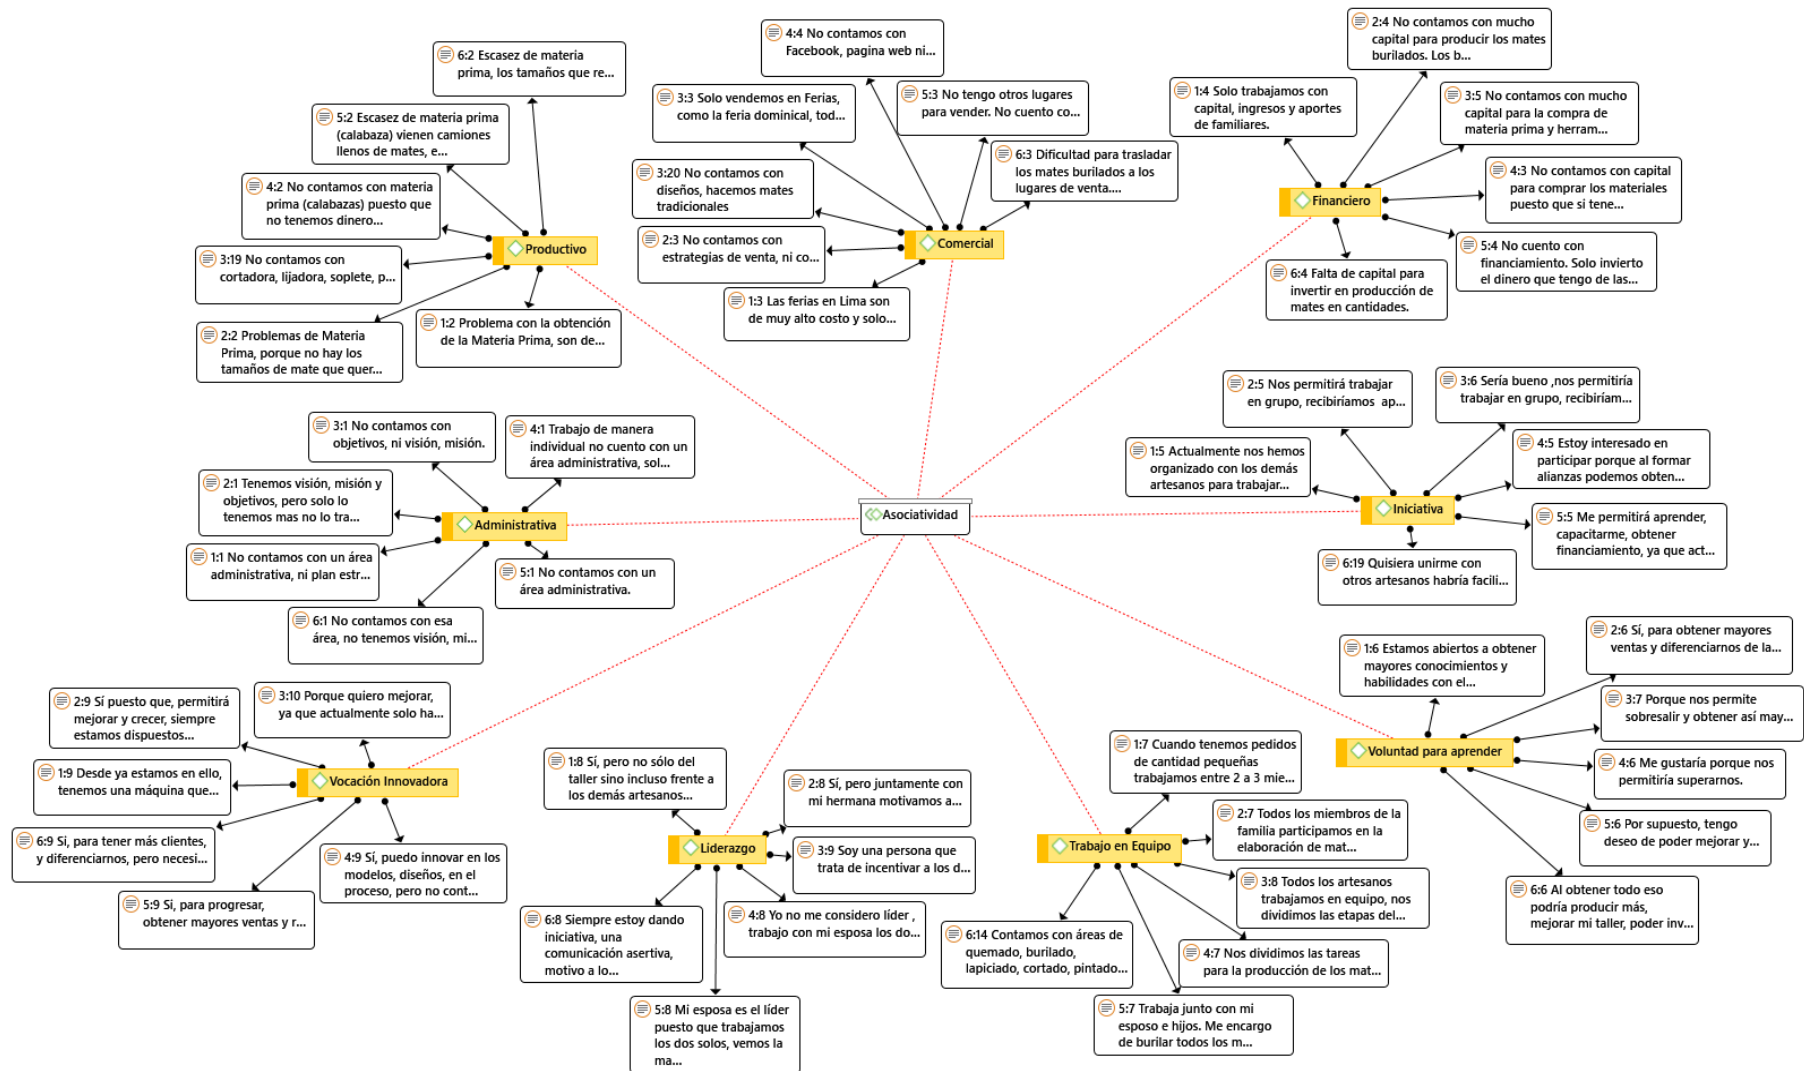 6:2 Escasez de materia
prima, los tamaños que re...
5:2 Escasez de materia prima
(calabaza) vienen camiones
llenos de mates, e...
4:2 No contamos con materia
prima (calabazas) puesto que
no tenemos dinero...
3:19 No contamos con
cortadora, lijadora, soplete, p...
2:2 Problemas de Materia
Prima, porque no hay los
tamaños de mate que quer...
1:2 Problema con la obtención
de la Materia Prima, son de...
Productivo
4:4 No contamos con
Facebook, pagina web ni...
3:3 Solo vendemos en Ferias,
como la feria dominical, tod...
5:3 No tengo otros lugares
para vender. No cuento co...
6:3 Dificultad para trasladar
los mates burilados a los
lugares de venta....
3:20 No contamos con
diseños, hacemos mates
tradicionales
2:3 No contamos con
estrategias de venta, ni co...
1:3 Las ferias en Lima son
de muy alto costo y solo...
Comercial
2:4 No contamos con mucho
capital para producir los mates
burilados. Los b...
1:4 Solo trabajamos con
capital, ingresos y aportes
de familiares.
3:5 No contamos con mucho
capital para la compra de
materia prima y herram...
4:3 No contamos con capital
para comprar los materiales
puesto que si tene...
5:4 No cuento con
financiamiento. Solo invierto
el dinero que tengo de las...
6:4 Falta de capital para
invertir en producción de
mates en cantidades.
Financiero
3:1 No contamos con
objetivos, ni visión, misión.
4:1 Trabajo de manera
individual no cuento con un
área administrativa, sol...
2:1 Tenemos visión, misión y
objetivos, pero solo lo
tenemos mas no lo tra...
1:1 No contamos con un área
administrativa, ni plan estr...
5:1 No contamos con un
área administrativa.
6:1 No contamos con esa
área, no tenemos visión, mi...
Administrativa
Asociatividad
2:5 Nos permitirá trabajar
en grupo, recibiríamos ap...
3:6 Sería bueno ,nos permitiría
trabajar en grupo, recibiríam...
1:5 Actualmente nos hemos
organizado con los demás
artesanos para trabajar...
4:5 Estoy interesado en
participar porque al formar
alianzas podemos obten...
5:5 Me permitirá aprender,
capacitarme, obtener
financiamiento, ya que act...
6:19 Quisiera unirme con
otros artesanos habría facili...
Iniciativa
2:9 Sí puesto que, permitirá
mejorar y crecer, siempre
estamos dispuestos...
3:10 Porque quiero mejorar,
ya que actualmente solo ha...
1:9 Desde ya estamos en ello,
tenemos una máquina que...
6:9 Si, para tener más clientes,
y diferenciarnos, pero necesi...
4:9 Sí, puedo innovar en los
modelos, diseños, en el
proceso, pero no cont...
5:9 Si, para progresar,
obtener mayores ventas y r...
Vocación Innovadora
1:8 Sí, pero no sólo del
taller sino incluso frente a
los demás artesanos...
2:8 Sí, pero juntamente con
mi hermana motivamos a...
3:9 Soy una persona que
trata de incentivar a los d...
4:8 Yo no me considero líder ,
trabajo con mi esposa los do...
6:8 Siempre estoy dando
iniciativa, una
comunicación asertiva,
motivo a lo...
5:8 Mi esposa es el líder
puesto que trabajamos
los dos solos, vemos la
ma...
Liderazgo
1:7 Cuando tenemos pedidos
de cantidad pequeñas
trabajamos entre 2 a 3 mie...
2:7 Todos los miembros de la
familia participamos en la
elaboración de mat...
3:8 Todos los artesanos
trabajamos en equipo, nos
dividimos las etapas del...
4:7 Nos dividimos las tareas
para la producción de los mat...
6:14 Contamos con áreas de
quemado, burilado,
lapiciado, cortado, pintado...
5:7 Trabaja junto con mi
esposo e hijos. Me encargo
de burilar todos los m...
Trabajo en Equipo
1:6 Estamos abiertos a obtener
mayores conocimientos y
habilidades con el...
2:6 Sí, para obtener mayores
ventas y diferenciarnos de la...
3:7 Porque nos permite
sobresalir y obtener así may...
4:6 Me gustaría porque nos
permitiría superarnos.
5:6 Por supuesto, tengo
deseo de poder mejorar y...
6:6 Al obtener todo eso
podría producir más,
mejorar mi taller, poder inv...
Voluntad para aprender